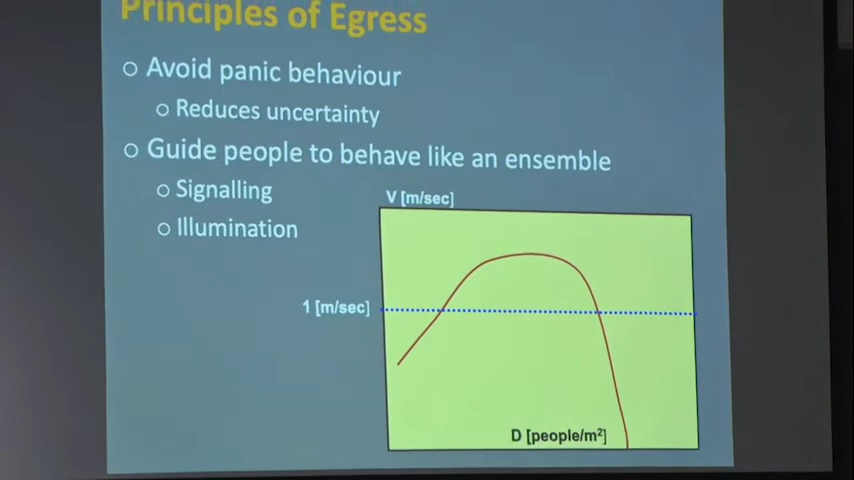 Principles of Egress
○ Avoid panic behaviour
○ Reduces uncertainty
○ Guide people to behave like an ensemble
○ Signalling
○ Illumination
V [m/sec]
1 [m/sec]
D [people/m²]